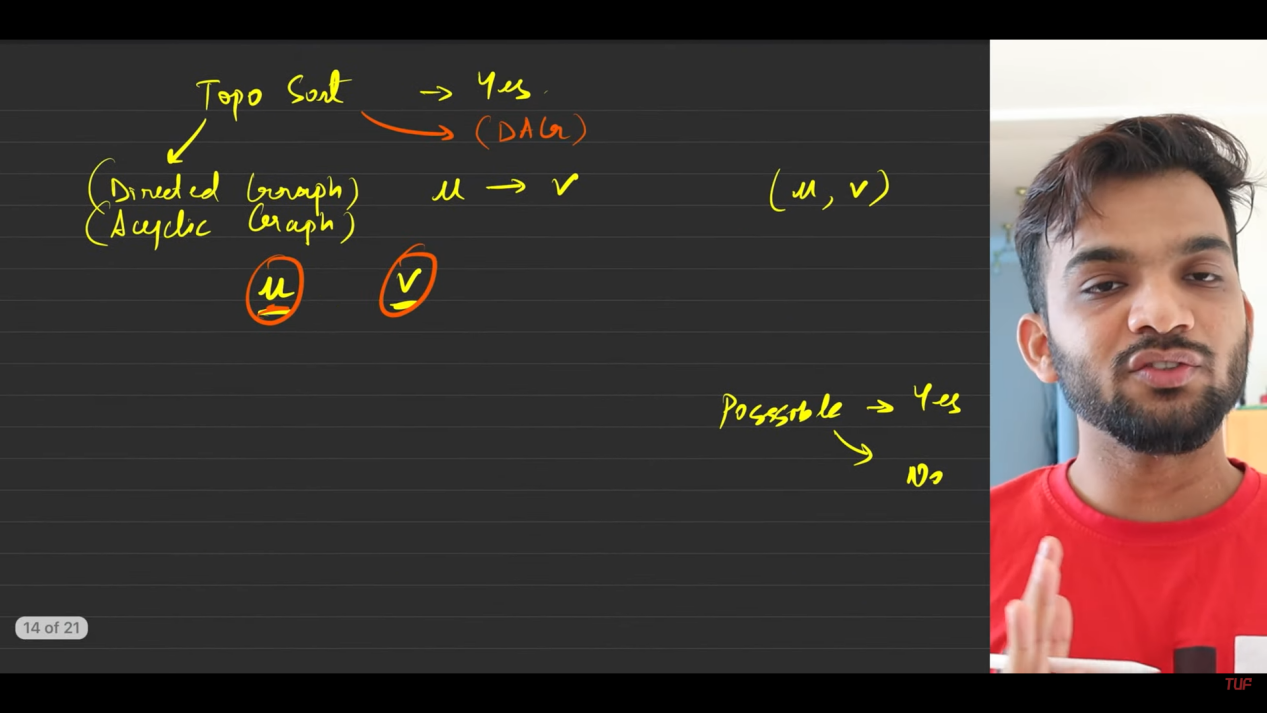 Topo Sort → Yes
(DAG)
(Directed Graph) u → v (u, v)
(Acyclic Graph)
u v
Possible → Yes
No
14 of 21
TUF